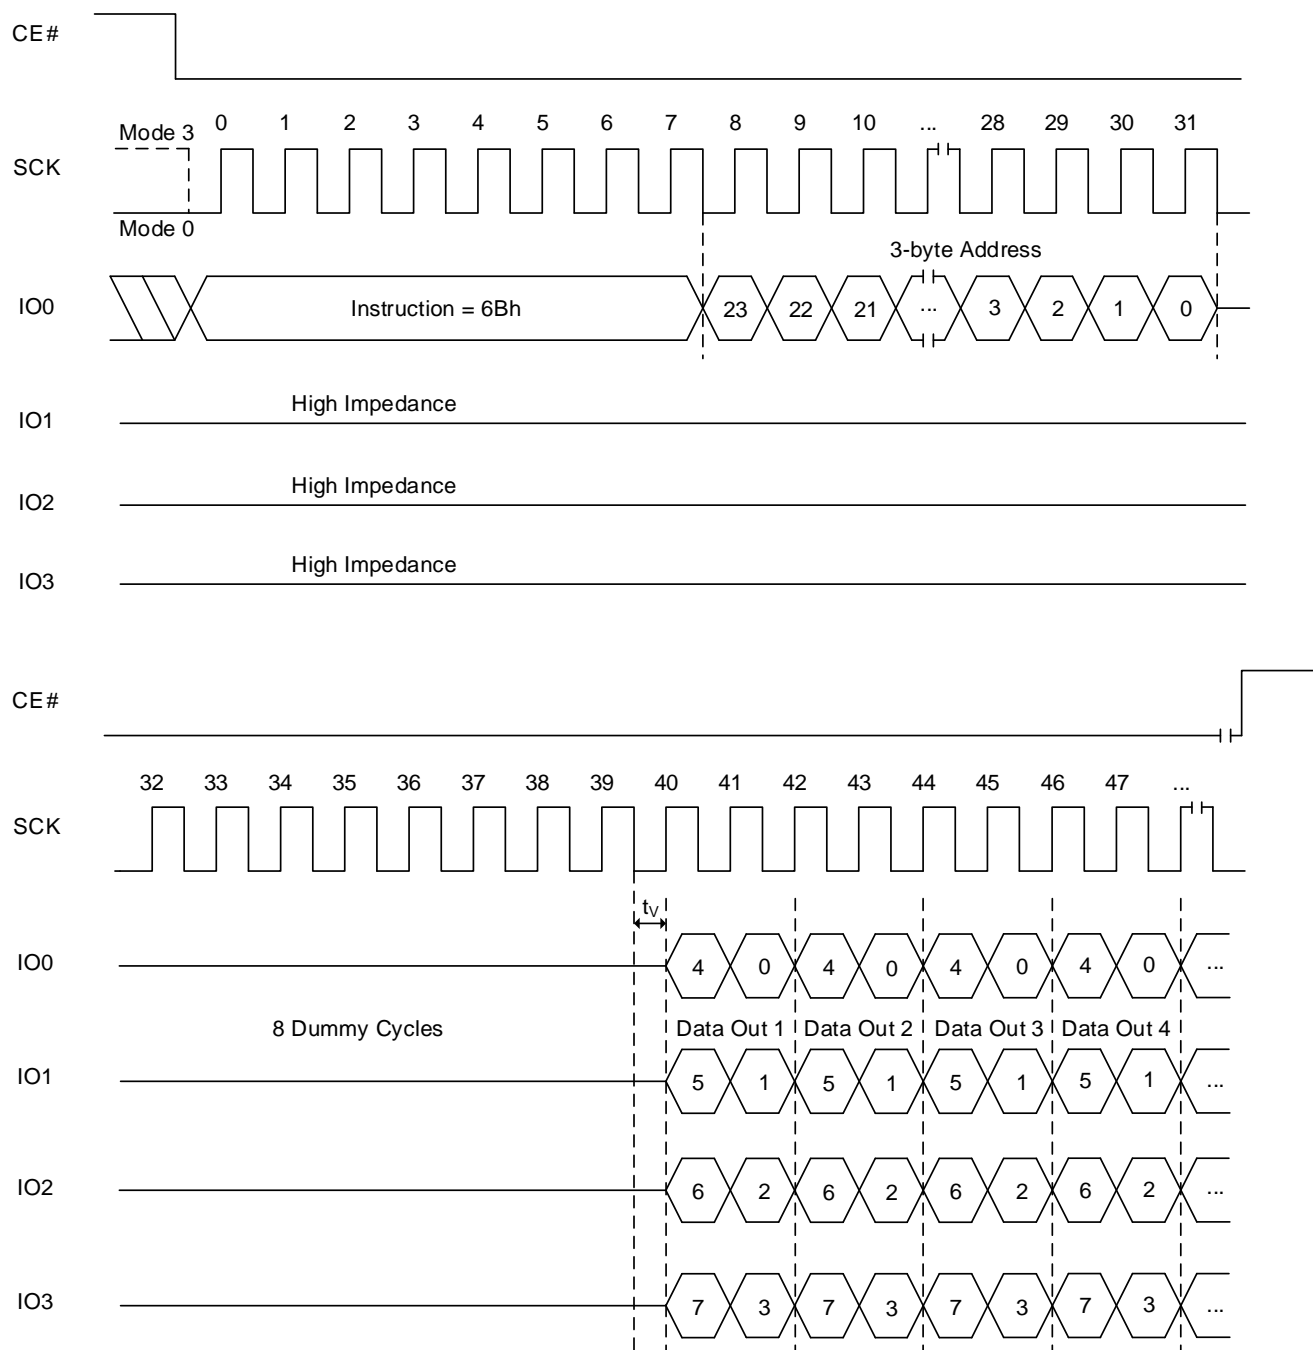 CE#
Mode 3 0 1 2 3 4 5 6 7 8 9 10 ... 28 29 30 31
SCK
Mode 0
3-byte Address
IO0 Instruction = 6Bh 23 22 21 ... 3 2 1 0
High Impedance
IO1
High Impedance
IO2
High Impedance
IO3
CE#
32 33 34 35 36 37 38 39 40 41 42 43 44 45 46 47 ...
SCK
tV
IO0 4 0 4 0 4 0 4 0 ...
8 Dummy Cycles Data Out 1 Data Out 2 Data Out 3 Data Out 4
IO1 5 1 5 1 5 1 5 1 ...
IO2 6 2 6 2 6 2 6 2 ...
IO3 7 3 7 3 7 3 7 3 ...